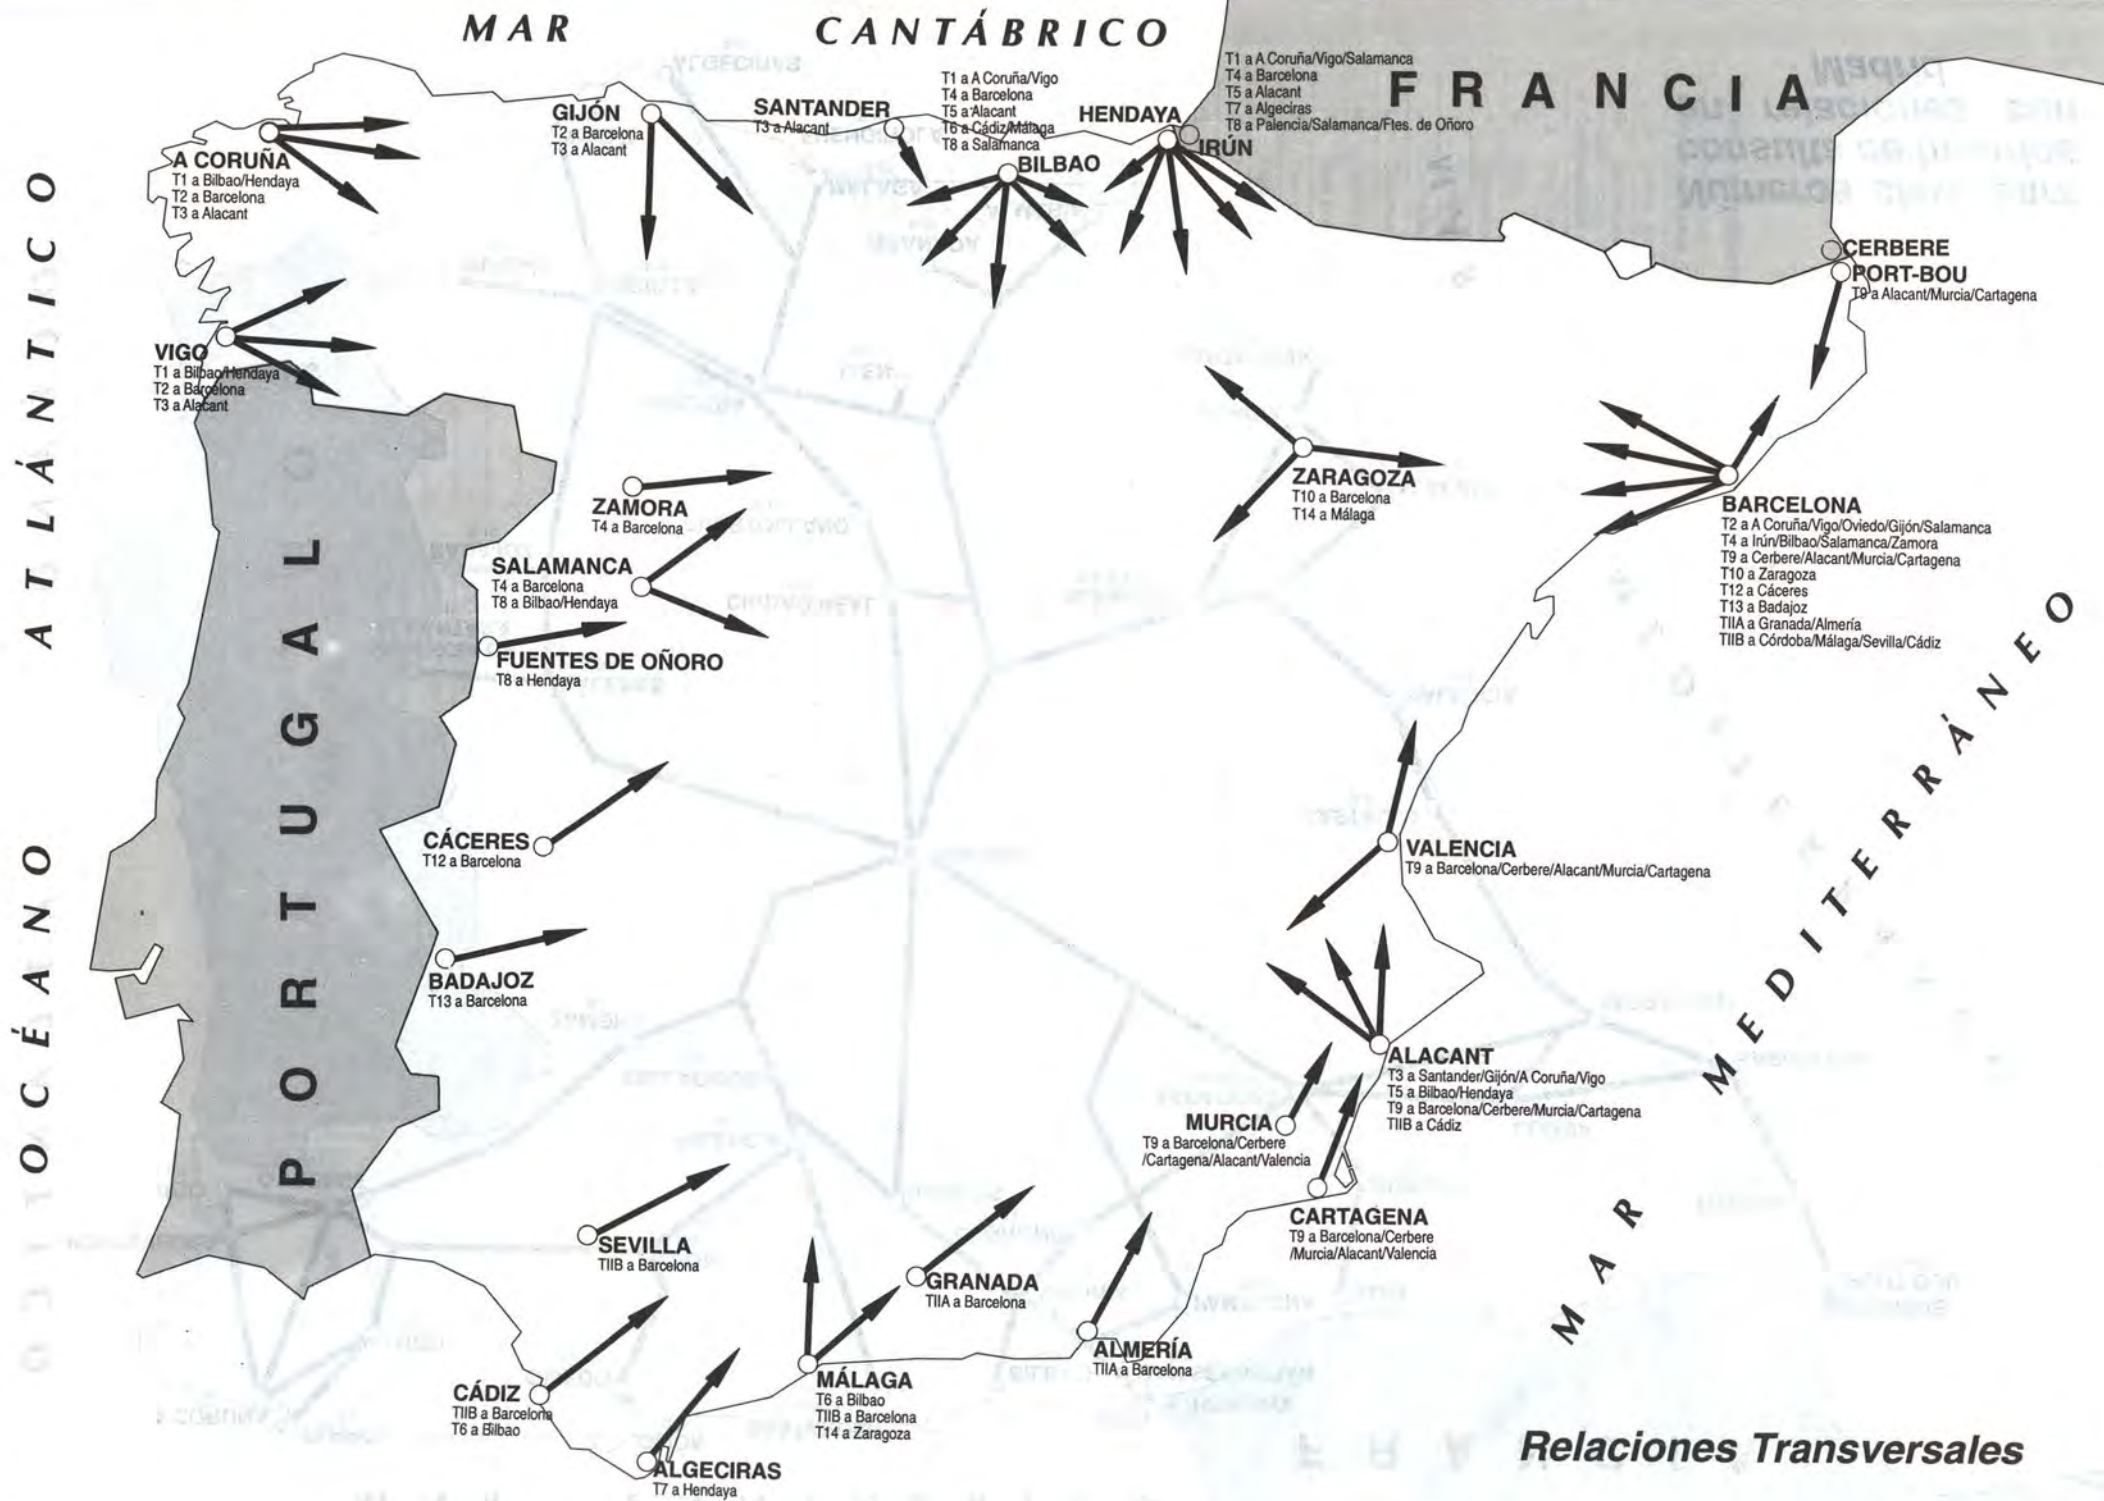 MAR CANTÁBRICO
FRANCIA
OCÉANO ATLÁNTICO
PORTUGAL
MAR MEDITERRÁNEO
A CORUÑA
T1 a Bilbao/Hendaya
T2 a Barcelona
T3 a Alacant
GIJÓN
T2 a Barcelona
T3 a Alacant
SANTANDER
T3 a Alacant
T1 a A Coruña/Vigo
T4 a Barcelona
T5 a Alacant
T6 a Cádiz/Málaga
T8 a Salamanca
BILBAO
HENDAYA
T1 a A Coruña/Vigo/Salamanca
T4 a Barcelona
T5 a Alacant
T7 a Algeciras
T8 a Palencia/Salamanca/Ftes. de Oñoro
IRÚN
CERBERE
PORT-BOU
T9 a Alacant/Murcia/Cartagena
VIGO
T1 a Bilbao/Hendaya
T2 a Barcelona
T3 a Alacant
ZAMORA
T4 a Barcelona
SALAMANCA
T4 a Barcelona
T8 a Bilbao/Hendaya
FUENTES DE OÑORO
T8 a Hendaya
ZARAGOZA
T10 a Barcelona
T14 a Málaga
BARCELONA
T2 a A Coruña/Vigo/Oviedo/Gijón/Salamanca
T4 a Irún/Bilbao/Salamanca/Zamora
T9 a Cerbere/Alacant/Murcia/Cartagena
T10 a Zaragoza
T12 a Cáceres
T13 a Badajoz
TIIA a Granada/Almería
TIIB a Córdoba/Málaga/Sevilla/Cádiz
CÁCERES
T12 a Barcelona
VALENCIA
T9 a Barcelona/Cerbere/Alacant/Murcia/Cartagena
BADAJOZ
T13 a Barcelona
ALACANT
T3 a Santander/Gijón/A Coruña/Vigo
T5 a Bilbao/Hendaya
T9 a Barcelona/Cerbere/Murcia/Cartagena
TIIB a Cádiz
MURCIA
T9 a Barcelona/Cerbere
/Cartagena/Alacant/Valencia
CARTAGENA
T9 a Barcelona/Cerbere
/Murcia/Alacant/Valencia
SEVILLA
TIIB a Barcelona
GRANADA
TIIA a Barcelona
ALMERÍA
TIIA a Barcelona
CÁDIZ
TIIB a Barcelona
T6 a Bilbao
MÁLAGA
T6 a Bilbao
TIIB a Barcelona
T14 a Zaragoza
ALGECIRAS
T7 a Hendaya
Relaciones Transversales